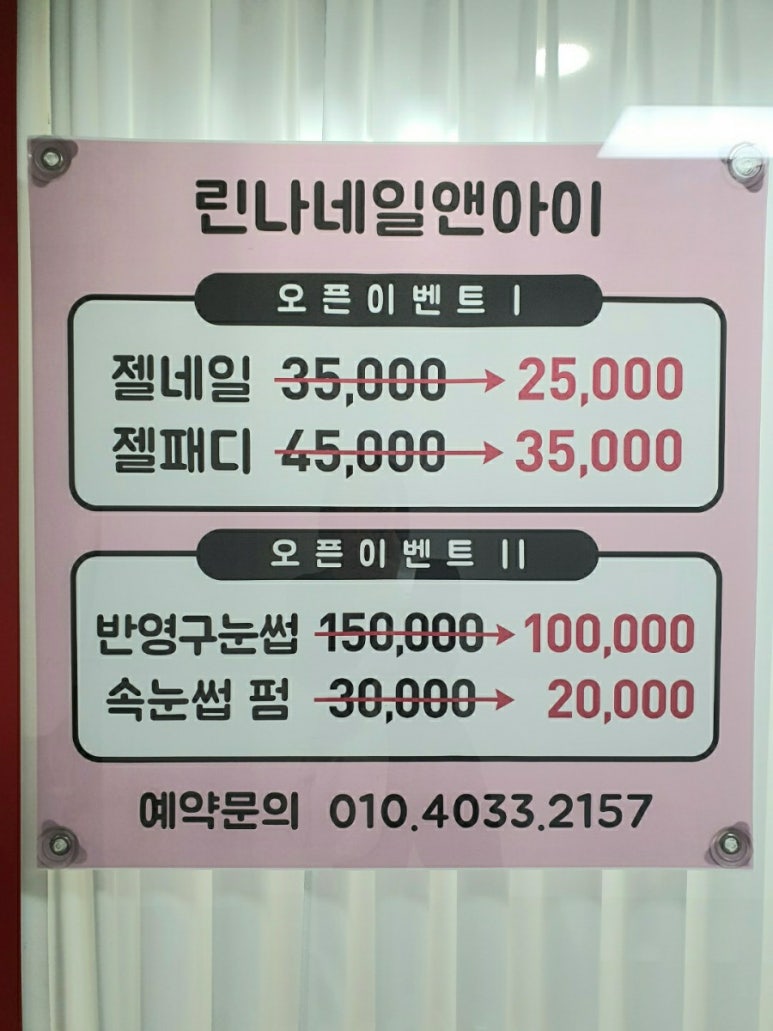 린나네일앤아이
오픈이벤트 I
젤네일 35,000 → 25,000
젤패디 45,000 → 35,000
오픈이벤트 II
반영구눈썹 150,000 → 100,000
속눈썹 펌 30,000 → 20,000
예약문의 010.4033.2157